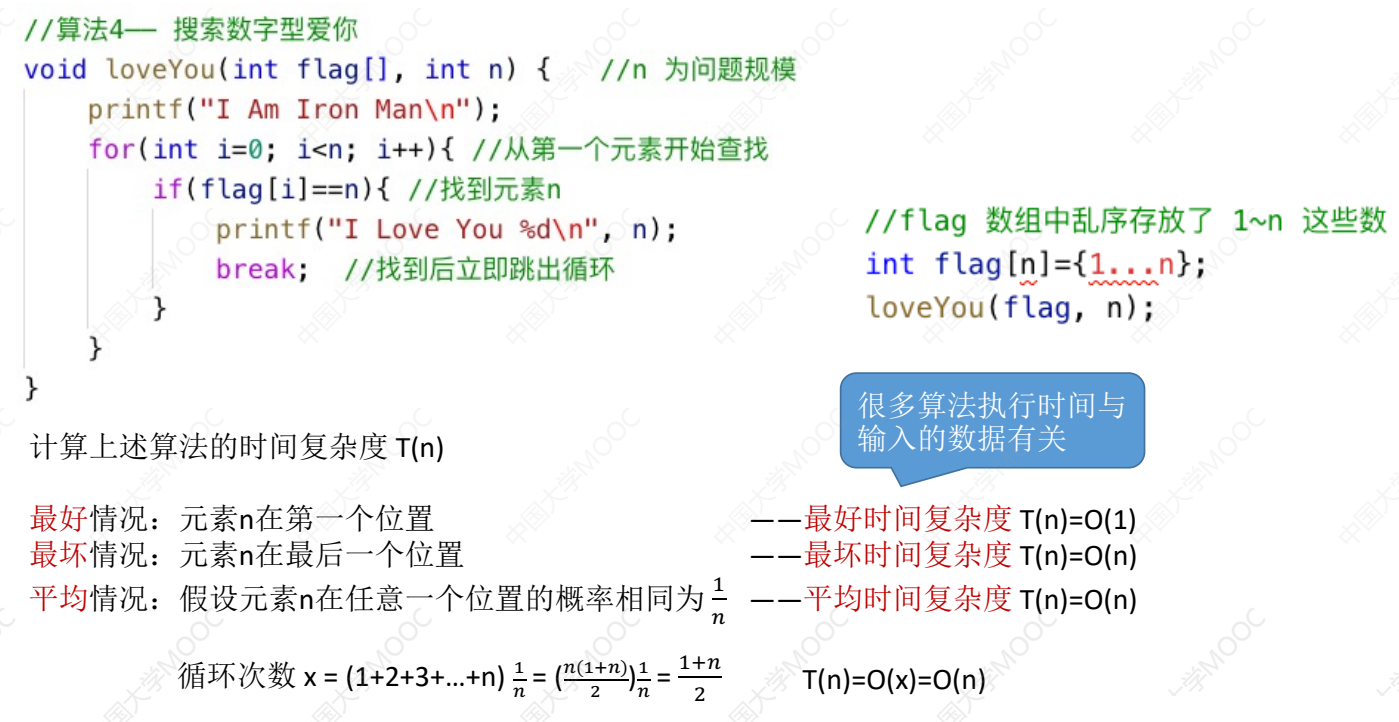 //算法4—— 搜索数字型爱你
void loveYou(int flag[], int n) {   //n 为问题规模
    printf("I Am Iron Man\n");
    for(int i=0; i<n; i++){ //从第一个元素开始查找
        if(flag[i]==n){ //找到元素n
            printf("I Love You %d\n", n);
            break;  //找到后立即跳出循环
        }
    }
}
//flag 数组中乱序存放了 1~n 这些数
int flag[n]={1...n};
loveYou(flag, n);
很多算法执行时间与
输入的数据有关
计算上述算法的时间复杂度 T(n)
最好情况：元素n在第一个位置 ——最好时间复杂度 T(n)=O(1)
最坏情况：元素n在最后一个位置 ——最坏时间复杂度 T(n)=O(n)
平均情况：假设元素n在任意一个位置的概率相同为 1/n ——平均时间复杂度 T(n)=O(n)
循环次数 x = (1+2+3+…+n) 1/n = (n(1+n)/2) 1/n = (1+n)/2 T(n)=O(x)=O(n)
中国大学MOOC